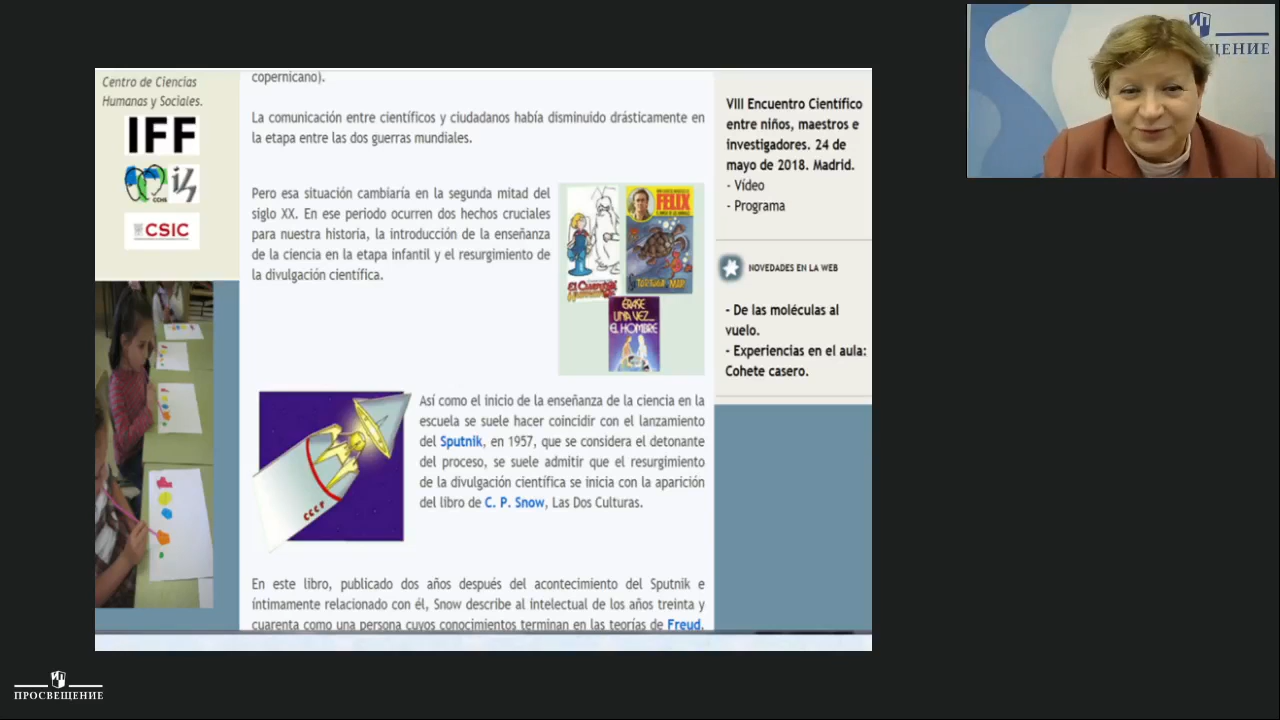 Centro de Ciencias
Humanas y Sociales.
IFF
CCHS
CSIC
copernicano).
La comunicación entre científicos y ciudadanos había disminuido drásticamente en
la etapa entre las dos guerras mundiales.
Pero esa situación cambiaría en la segunda mitad del
siglo XX. En ese periodo ocurren dos hechos cruciales
para nuestra historia, la introducción de la enseñanza
de la ciencia en la etapa infantil y el resurgimiento de
la divulgación científica.
FELIX
TORTUGA MAR
ÉRASE
UNA VEZ...
EL HOMBRE
CCCP
Así como el inicio de la enseñanza de la ciencia en la
escuela se suele hacer coincidir con el lanzamiento
del Sputnik, en 1957, que se considera el detonante
del proceso, se suele admitir que el resurgimiento
de la divulgación científica se inicia con la aparición
del libro de C. P. Snow, Las Dos Culturas.
En este libro, publicado dos años después del acontecimiento del Sputnik e
íntimamente relacionado con él, Snow describe al intelectual de los años treinta y
cuarenta como una persona cuyos conocimientos terminan en las teorías de Freud.
VIII Encuentro Científico
entre niños, maestros e
investigadores. 24 de
mayo de 2018. Madrid.
- Vídeo
- Programa
NOVEDADES EN LA WEB
- De las moléculas al
vuelo.
- Experiencias en el aula:
Cohete casero.
ЩЕНИЕ
ПРОСВЕЩЕНИЕ